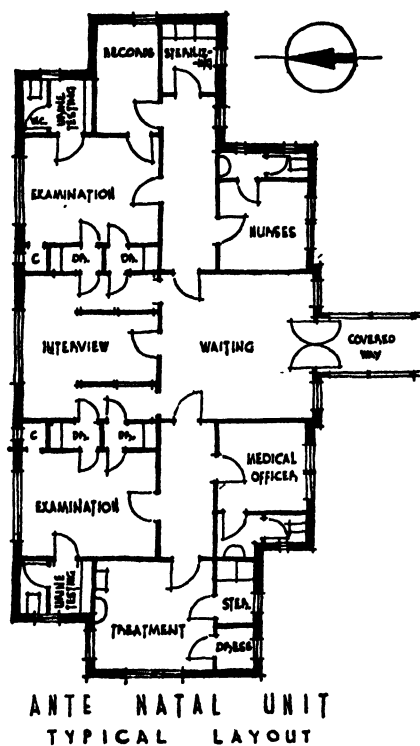 RECORDS
STERILIZ-
W.C.
URINE
TESTING
EXAMINATION
NURSES
C
DR.
DR.
INTERVIEW
WAITING
COVERED
WAY
C
DR.
DR.
MEDICAL
OFFICER
EXAMINATION
URINE
TESTING
TREATMENT
STER.
DRESS
ANTE NATAL UNIT
TYPICAL LAYOUT